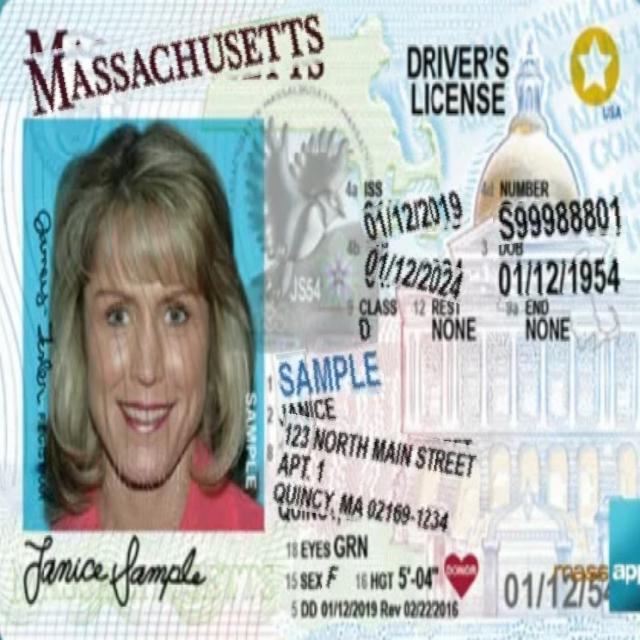 MASSACHUSETTS
DRIVER'S
LICENSE
USA
4a ISS
01/12/2019
4d NUMBER
S99988801
4b
01/12/2024
3 DOB
01/12/1954
9 CLASS
D
12 REST
NONE
9a END
NONE
JS54
1 SAMPLE
2 JANICE
8 123 NORTH MAIN STREET
APT. 1
QUINCY, MA 02169-1234
18 EYES GRN
15 SEX F 16 HGT 5'-04"
DONOR
5 DD 01/12/2019 Rev 02/22/2016
01/12/54
mass app
SAMPLE
Janice Sample